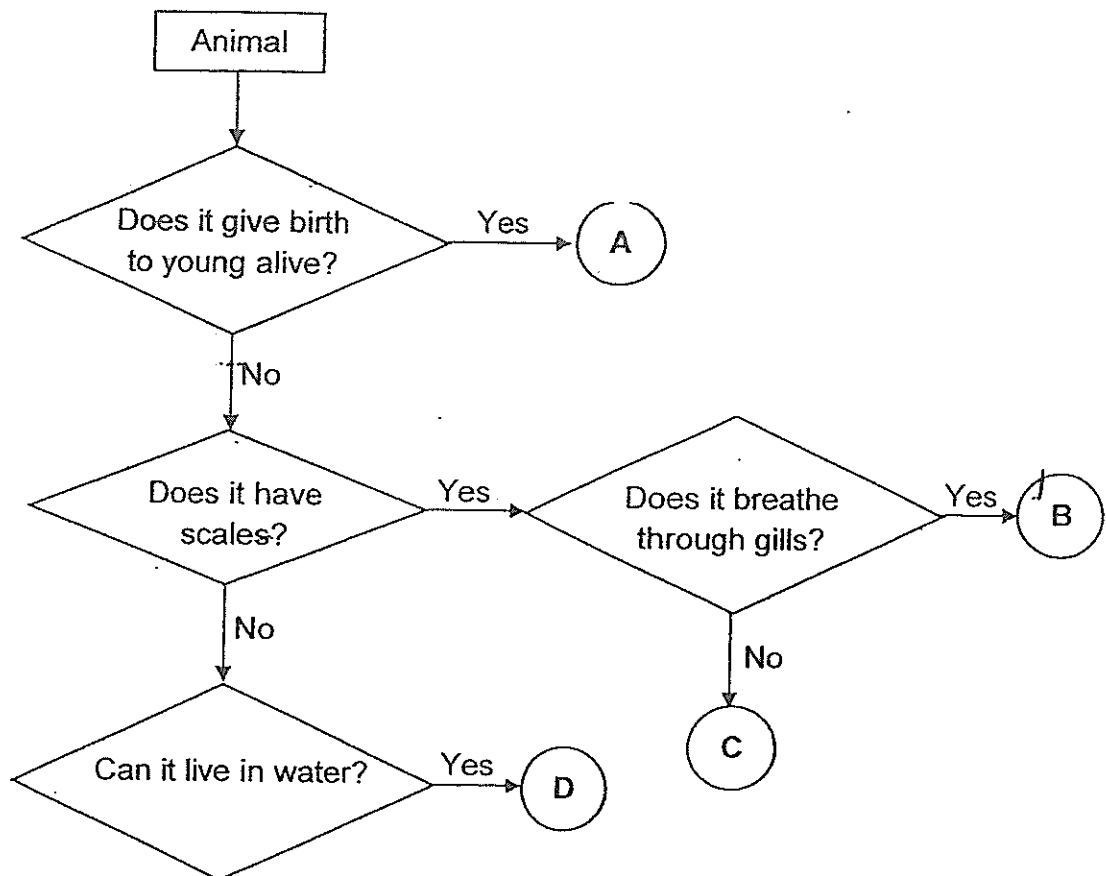 Animal
Does it give birth
to young alive?
Yes
A
No
Does it have
scales?
Yes
Does it breathe
through gills?
Yes
B
No
No
C
Can it live in water?
Yes
D